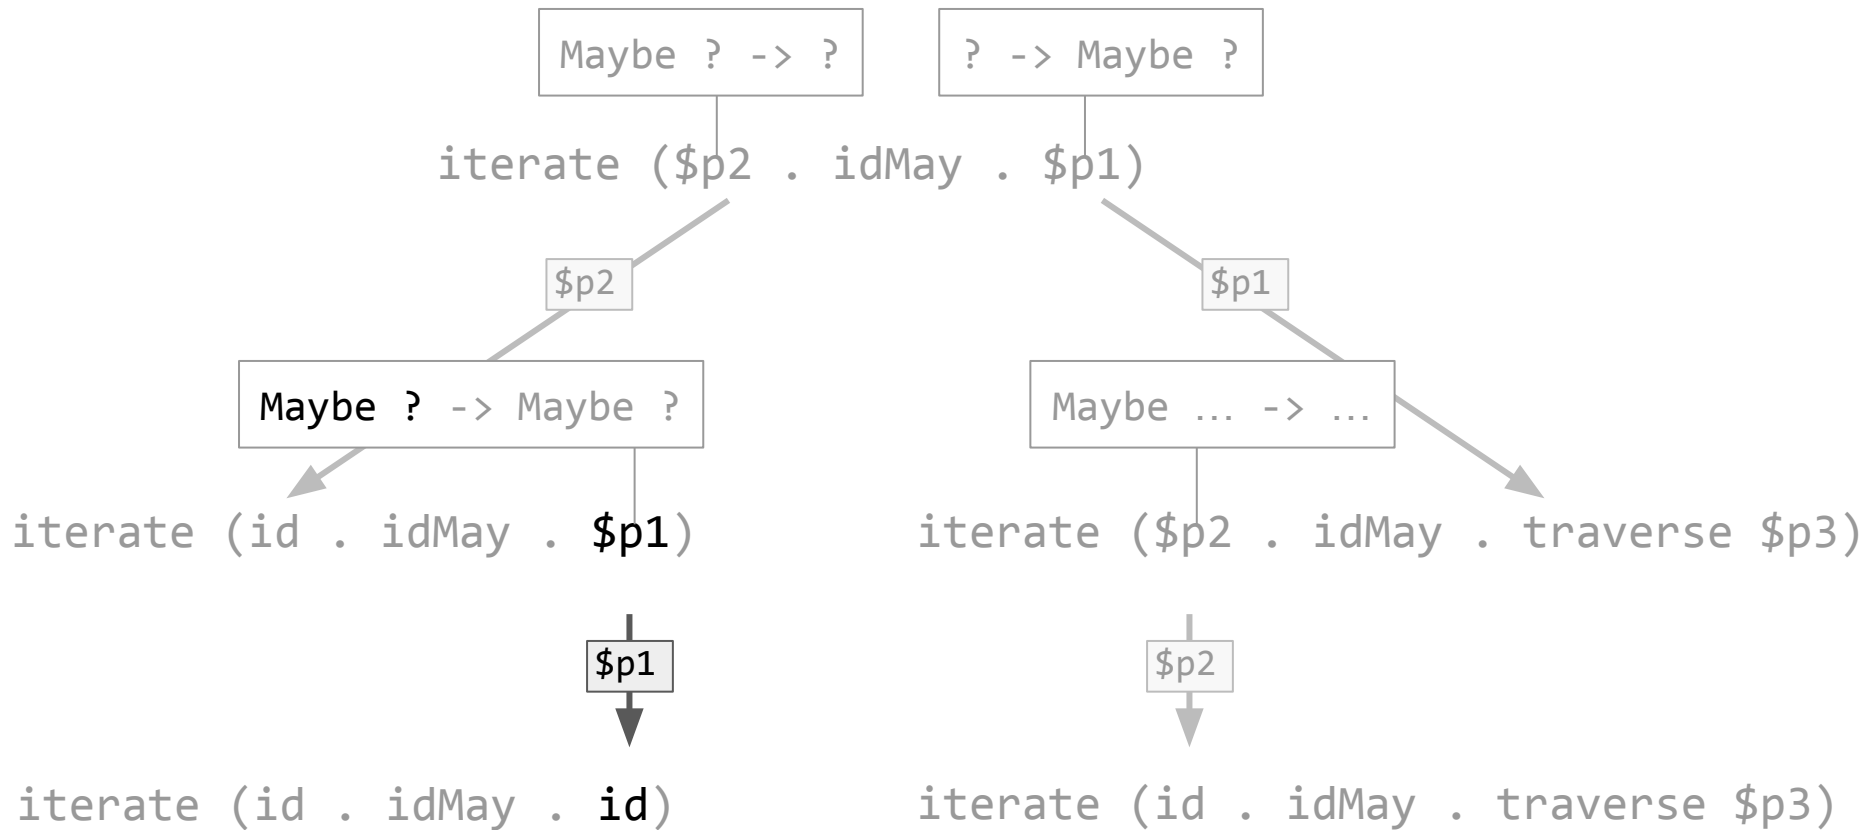 Maybe ? -> ?
? -> Maybe ?
iterate ($p2 . idMay . $p1)
$p2
$p1
Maybe ? -> Maybe ?
Maybe … -> …
iterate (id . idMay . $p1)
iterate ($p2 . idMay . traverse $p3)
$p1
$p2
iterate (id . idMay . id)
iterate (id . idMay . traverse $p3)